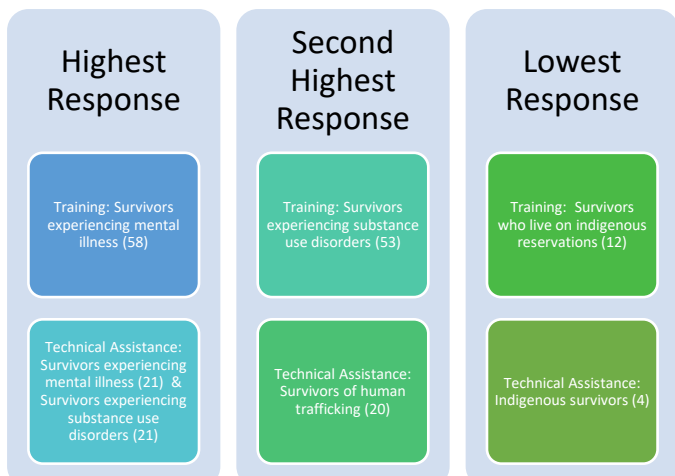 Highest
Response
Training: Survivors
experiencing mental
illness (58)
Technical Assistance:
Survivors experiencing
mental illness (21) &
Survivors experiencing
substance use
disorders (21)
Second
Highest
Response
Training: Survivors
experiencing substance
use disorders (53)
Technical Assistance:
Survivors of human
trafficking (20)
Lowest
Response
Training: Survivors
who live on indigenous
reservations (12)
Technical Assistance:
Indigenous survivors (4)